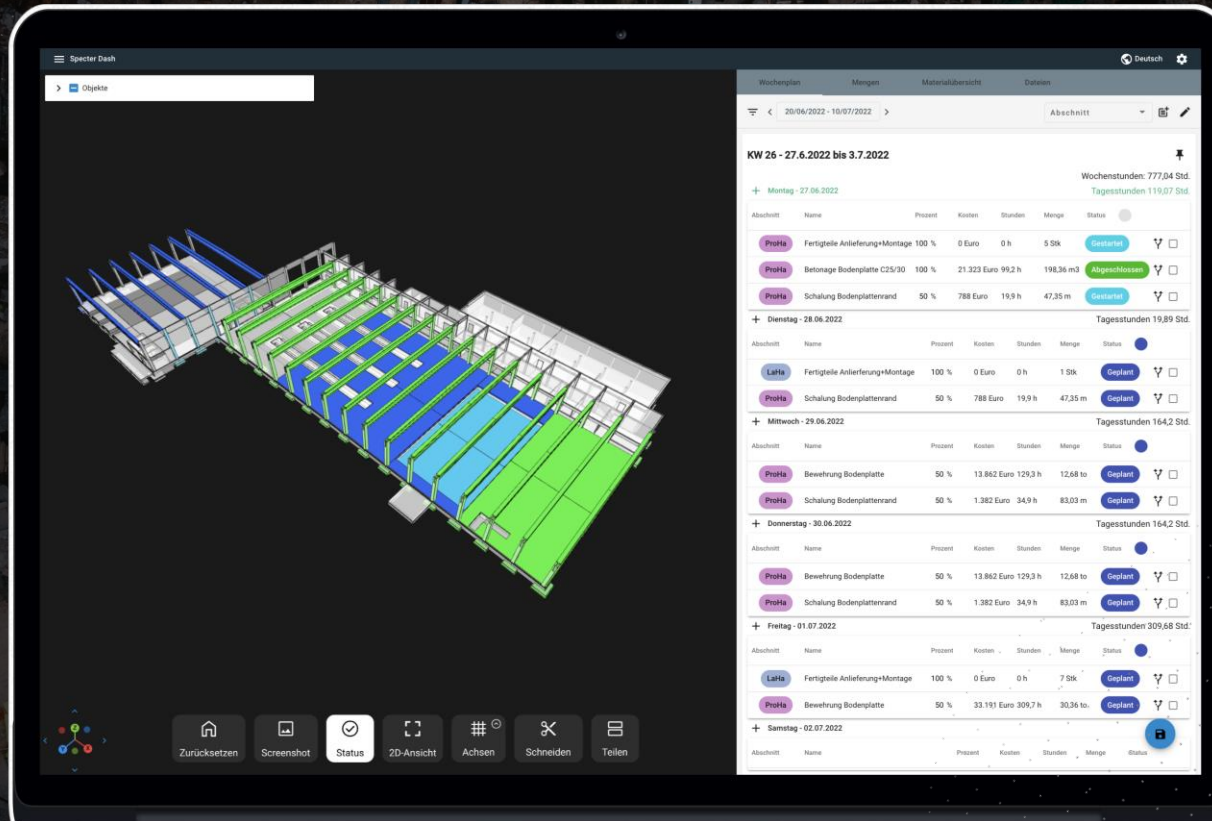 Specter Dash
Deutsch
Objekte
Wochenplan Mengen Materialübersicht Dateien
20/06/2022 - 10/07/2022 Abschnitt
KW 26 - 27.6.2022 bis 3.7.2022
Wochenstunden: 777,04 Std.
+ Montag - 27.06.2022 Tagesstunden 119,07 Std.
Abschnitt Name Prozent Kosten Stunden Menge Status
ProHa Fertigteile Anlieferung+Montage 100 % 0 Euro 0 h 5 Stk Gestartet
ProHa Betonage Bodenplatte C25/30 100 % 21.323 Euro 99,2 h 198,36 m3 Abgeschlossen
ProHa Schalung Bodenplattenrand 50 % 788 Euro 19,9 h 47,35 m Gestartet
+ Dienstag - 28.06.2022 Tagesstunden 19,89 Std.
Abschnitt Name Prozent Kosten Stunden Menge Status
LaHa Fertigteile Anlierferung+Montage 100 % 0 Euro 0 h 1 Stk Geplant
ProHa Schalung Bodenplattenrand 50 % 788 Euro 19,9 h 47,35 m Geplant
+ Mittwoch - 29.06.2022 Tagesstunden 164,2 Std.
Abschnitt Name Prozent Kosten Stunden Menge Status
ProHa Bewehrung Bodenplatte 50 % 13.862 Euro 129,3 h 12,68 to Geplant
ProHa Schalung Bodenplattenrand 50 % 1.382 Euro 34,9 h 83,03 m Geplant
+ Donnerstag - 30.06.2022 Tagesstunden 164,2 Std.
Abschnitt Name Prozent Kosten Stunden Menge Status
ProHa Bewehrung Bodenplatte 50 % 13.862 Euro 129,3 h 12,68 to Geplant
ProHa Schalung Bodenplattenrand 50 % 1.382 Euro 34,9 h 83,03 m Geplant
+ Freitag - 01.07.2022 Tagesstunden 309,68 Std.
Abschnitt Name Prozent Kosten Stunden Menge Status
LaHa Fertigteile Anlieferung+Montage 100 % 0 Euro 0 h 7 Stk Geplant
ProHa Bewehrung Bodenplatte 50 % 33.191 Euro 309,7 h 30,36 to Geplant
+ Samstag - 02.07.2022
Abschnitt Name Prozent Kosten Stunden Menge Status
Zurücksetzen Screenshot Status 2D-Ansicht Achsen Schneiden Teilen